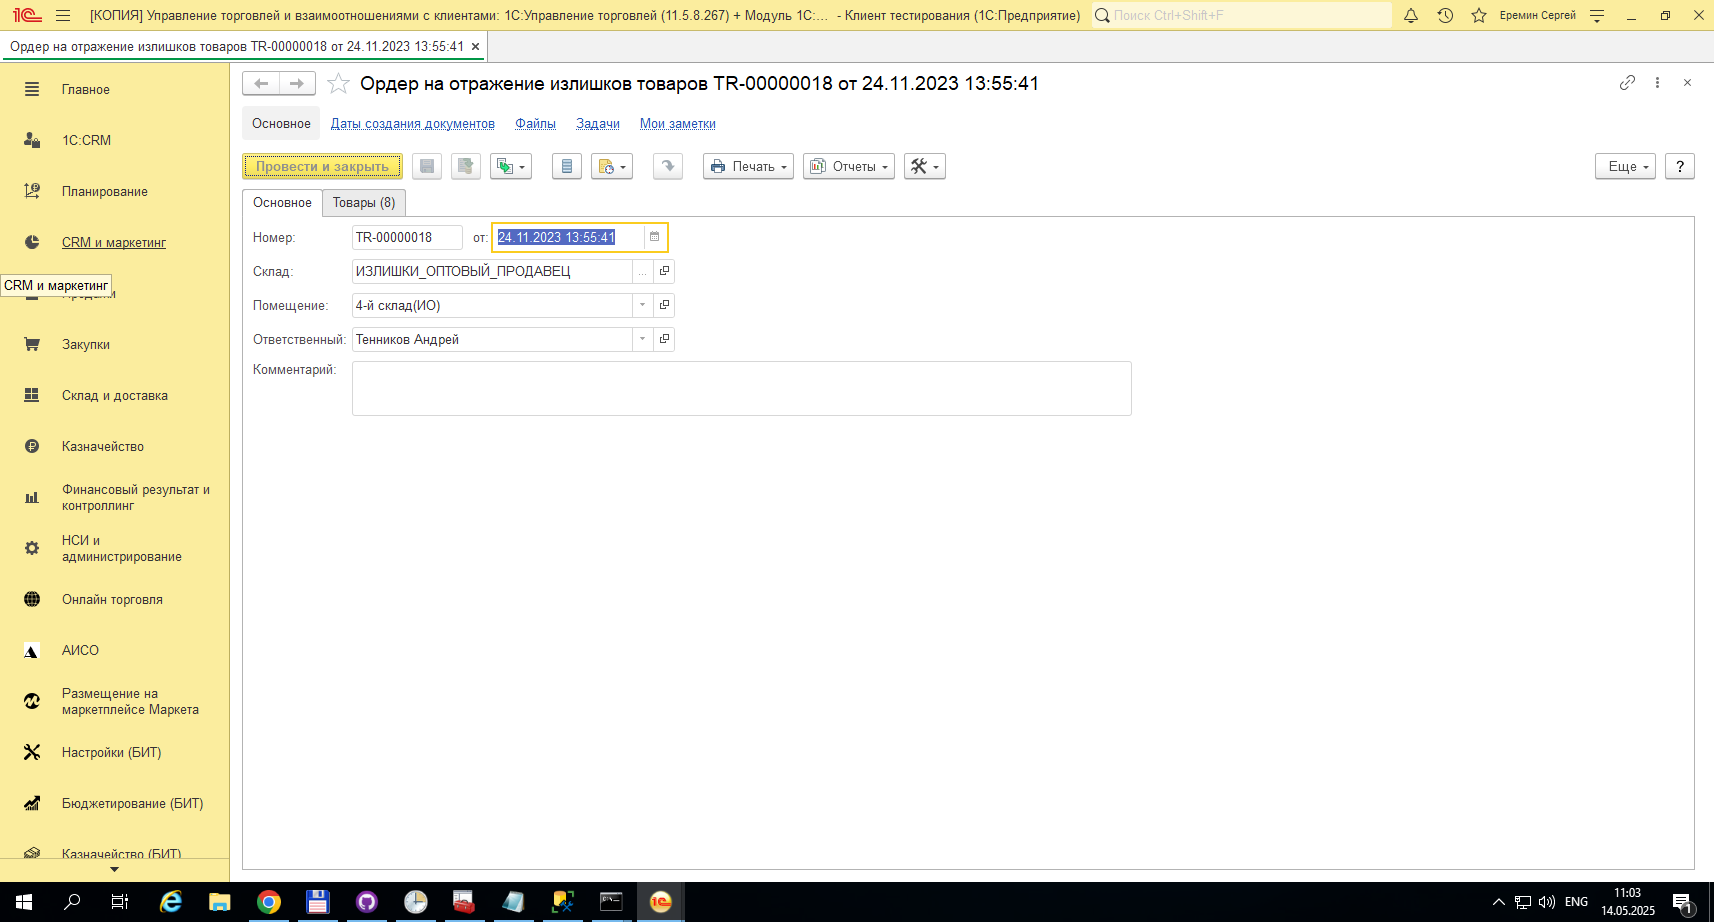 [КОПИЯ] Управление торговлей и взаимоотношениями с клиентами: 1С:Управление торговлей (11.5.8.267) + Модуль 1С:... - Клиент тестирования (1С:Предприятие)
Поиск Ctrl+Shift+F
Еремин Сергей
Ордер на отражение излишков товаров TR-00000018 от 24.11.2023 13:55:41
Главное
1С:CRM
Планирование
CRM и маркетинг
CRM и маркетинг
Закупки
Склад и доставка
Казначейство
Финансовый результат и
контроллинг
НСИ и
администрирование
Онлайн торговля
АИСО
Размещение на
маркетплейсе Маркета
Настройки (БИТ)
Бюджетирование (БИТ)
Казначейство (БИТ)
Ордер на отражение излишков товаров TR-00000018 от 24.11.2023 13:55:41
Основное Даты создания документов Файлы Задачи Мои заметки
Провести и закрыть Печать Отчеты Еще ?
Основное Товары (8)
Номер: TR-00000018 от: 24.11.2023 13:55:41
Склад: ИЗЛИШКИ_ОПТОВЫЙ_ПРОДАВЕЦ ...
Помещение: 4-й склад(ИО)
Ответственный: Тенников Андрей
Комментарий:
ENG
11:03
14.05.2025
1